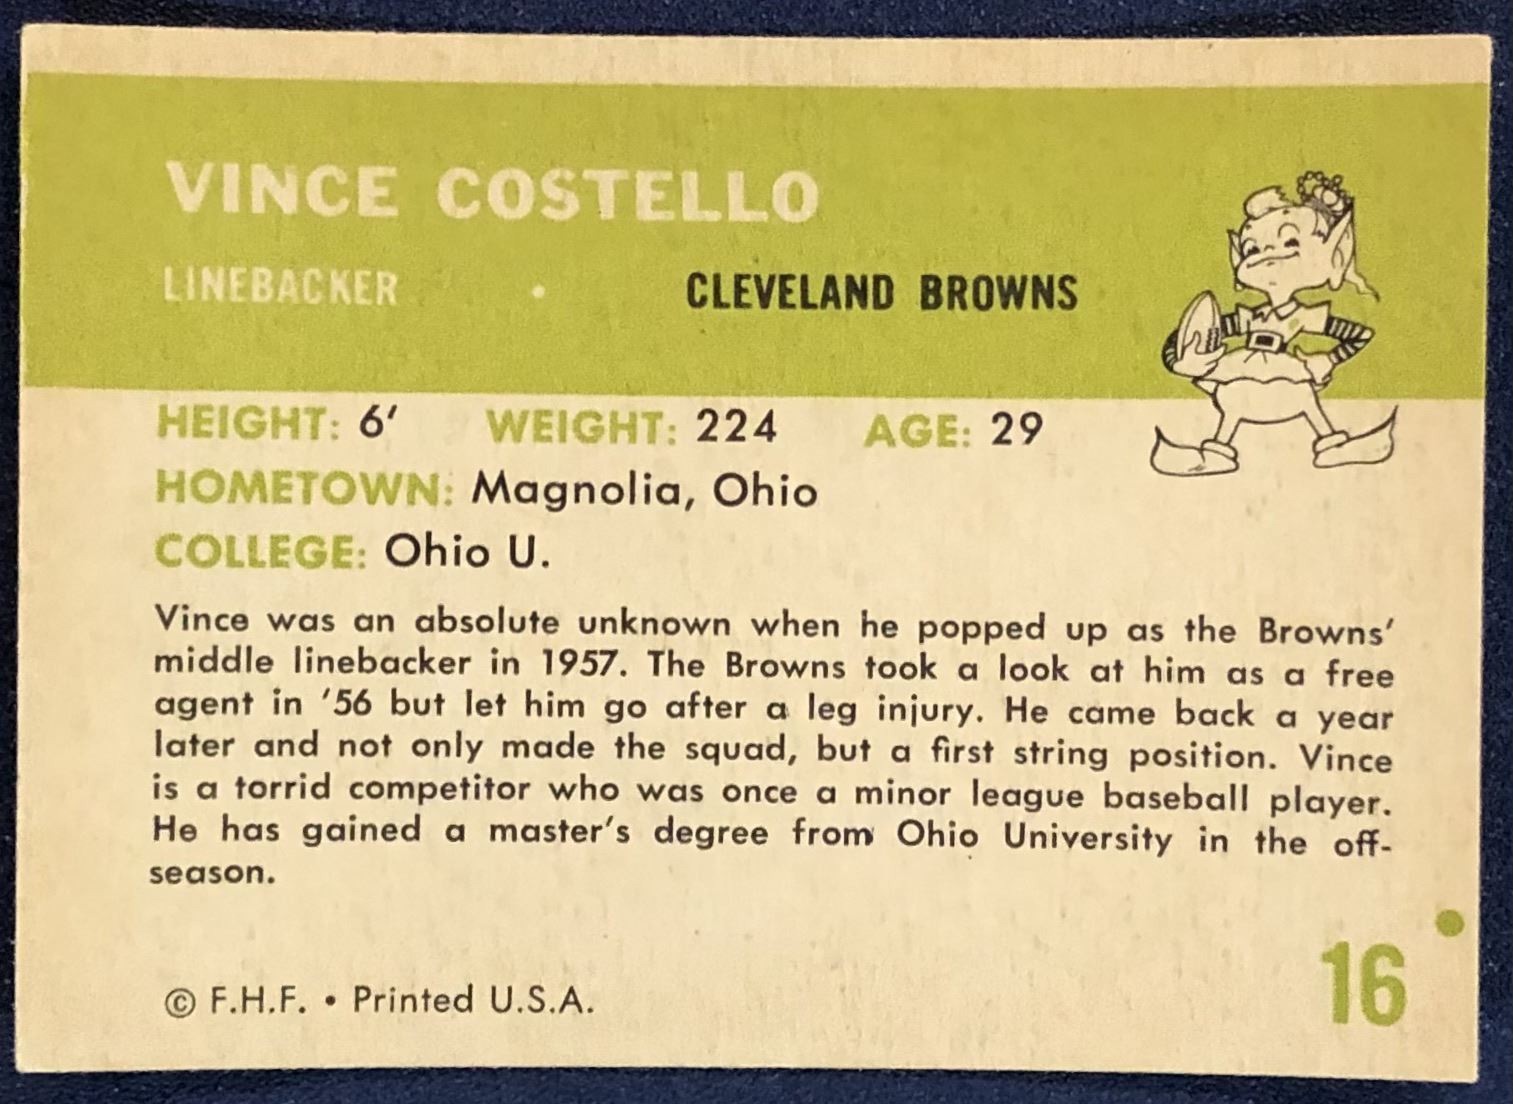 VINCE COSTELLO
LINEBACKER • CLEVELAND BROWNS
HEIGHT: 6' WEIGHT: 224 AGE: 29
HOMETOWN: Magnolia, Ohio
COLLEGE: Ohio U.
Vince was an absolute unknown when he popped up as the Browns'
middle linebacker in 1957. The Browns took a look at him as a free
agent in '56 but let him go after a leg injury. He came back a year
later and not only made the squad, but a first string position. Vince
is a torrid competitor who was once a minor league baseball player.
He has gained a master's degree from Ohio University in the off-
season.
© F.H.F. • Printed U.S.A.
16